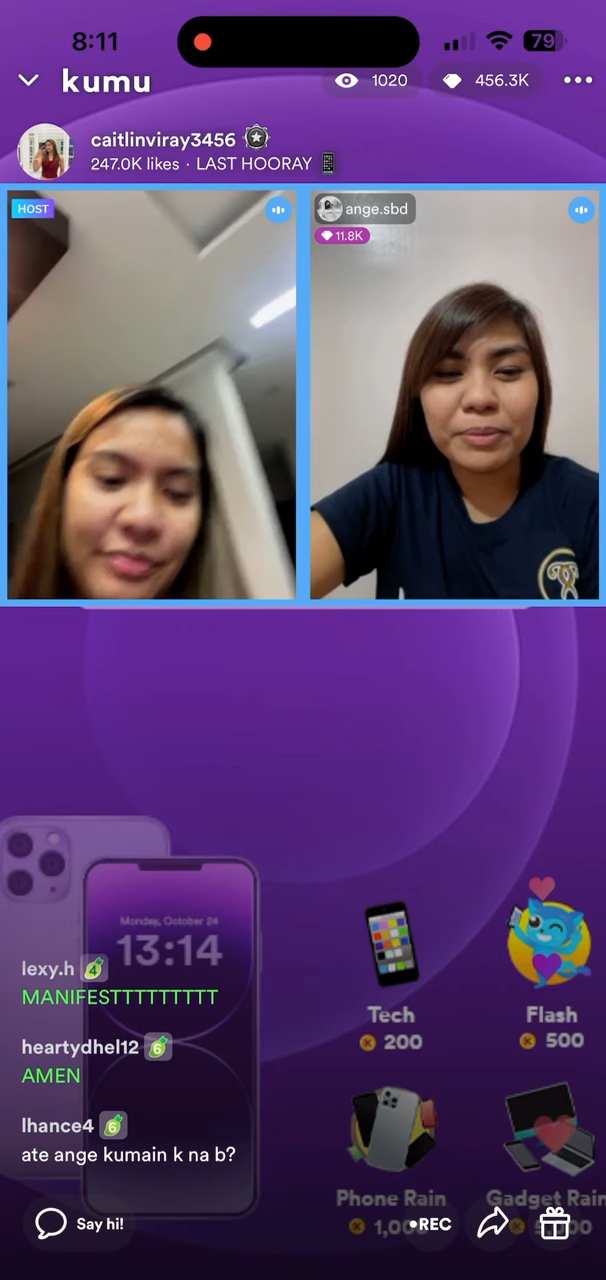 8:11
79
kumu
1020
456.3K
caitlinviray3456
247.0K likes · LAST HOORAY
HOST
ange.sbd
11.8K
Monday, October 24
13:14
lexy.h 4
MANIFESTTTTTTTTT
heartydhel12 6
AMEN
lhance4 6
ate ange kumain k na b?
Tech
Flash
K 200
K 500
Phone Rain
Gadget Rain
Say hi!
REC